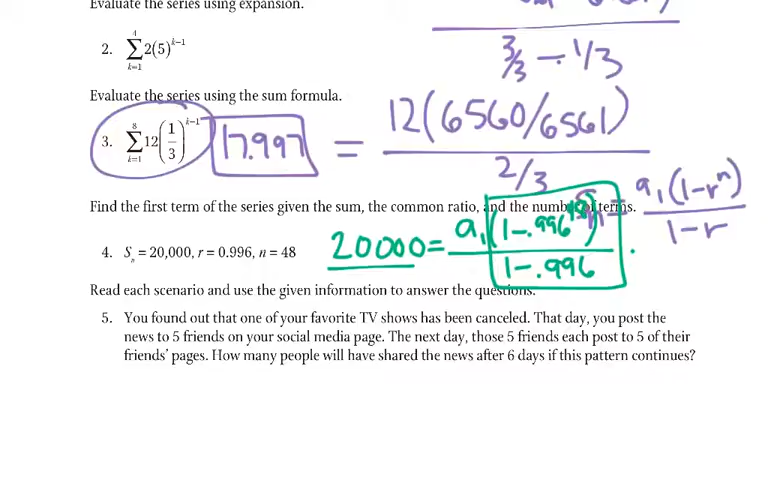 Evaluate the series using expansion.
3/3 - 1/3
2. 4 Σ k=1 2(5)^k−1
Evaluate the series using the sum formula.
3. 8 Σ k=1 12(1/3)^k−1 17.997 = 12(6560/6561) / 2/3
Find the first term of the series given the sum, the common ratio, and the number of terms.
4. Sn = 20,000, r = 0.996, n = 48 20000 = a1(1-.996^48) / 1-.996 . = a1(1-r^n) / 1-r
Read each scenario and use the given information to answer the questions.
5. You found out that one of your favorite TV shows has been canceled. That day, you post the
news to 5 friends on your social media page. The next day, those 5 friends each post to 5 of their
friends’ pages. How many people will have shared the news after 6 days if this pattern continues?